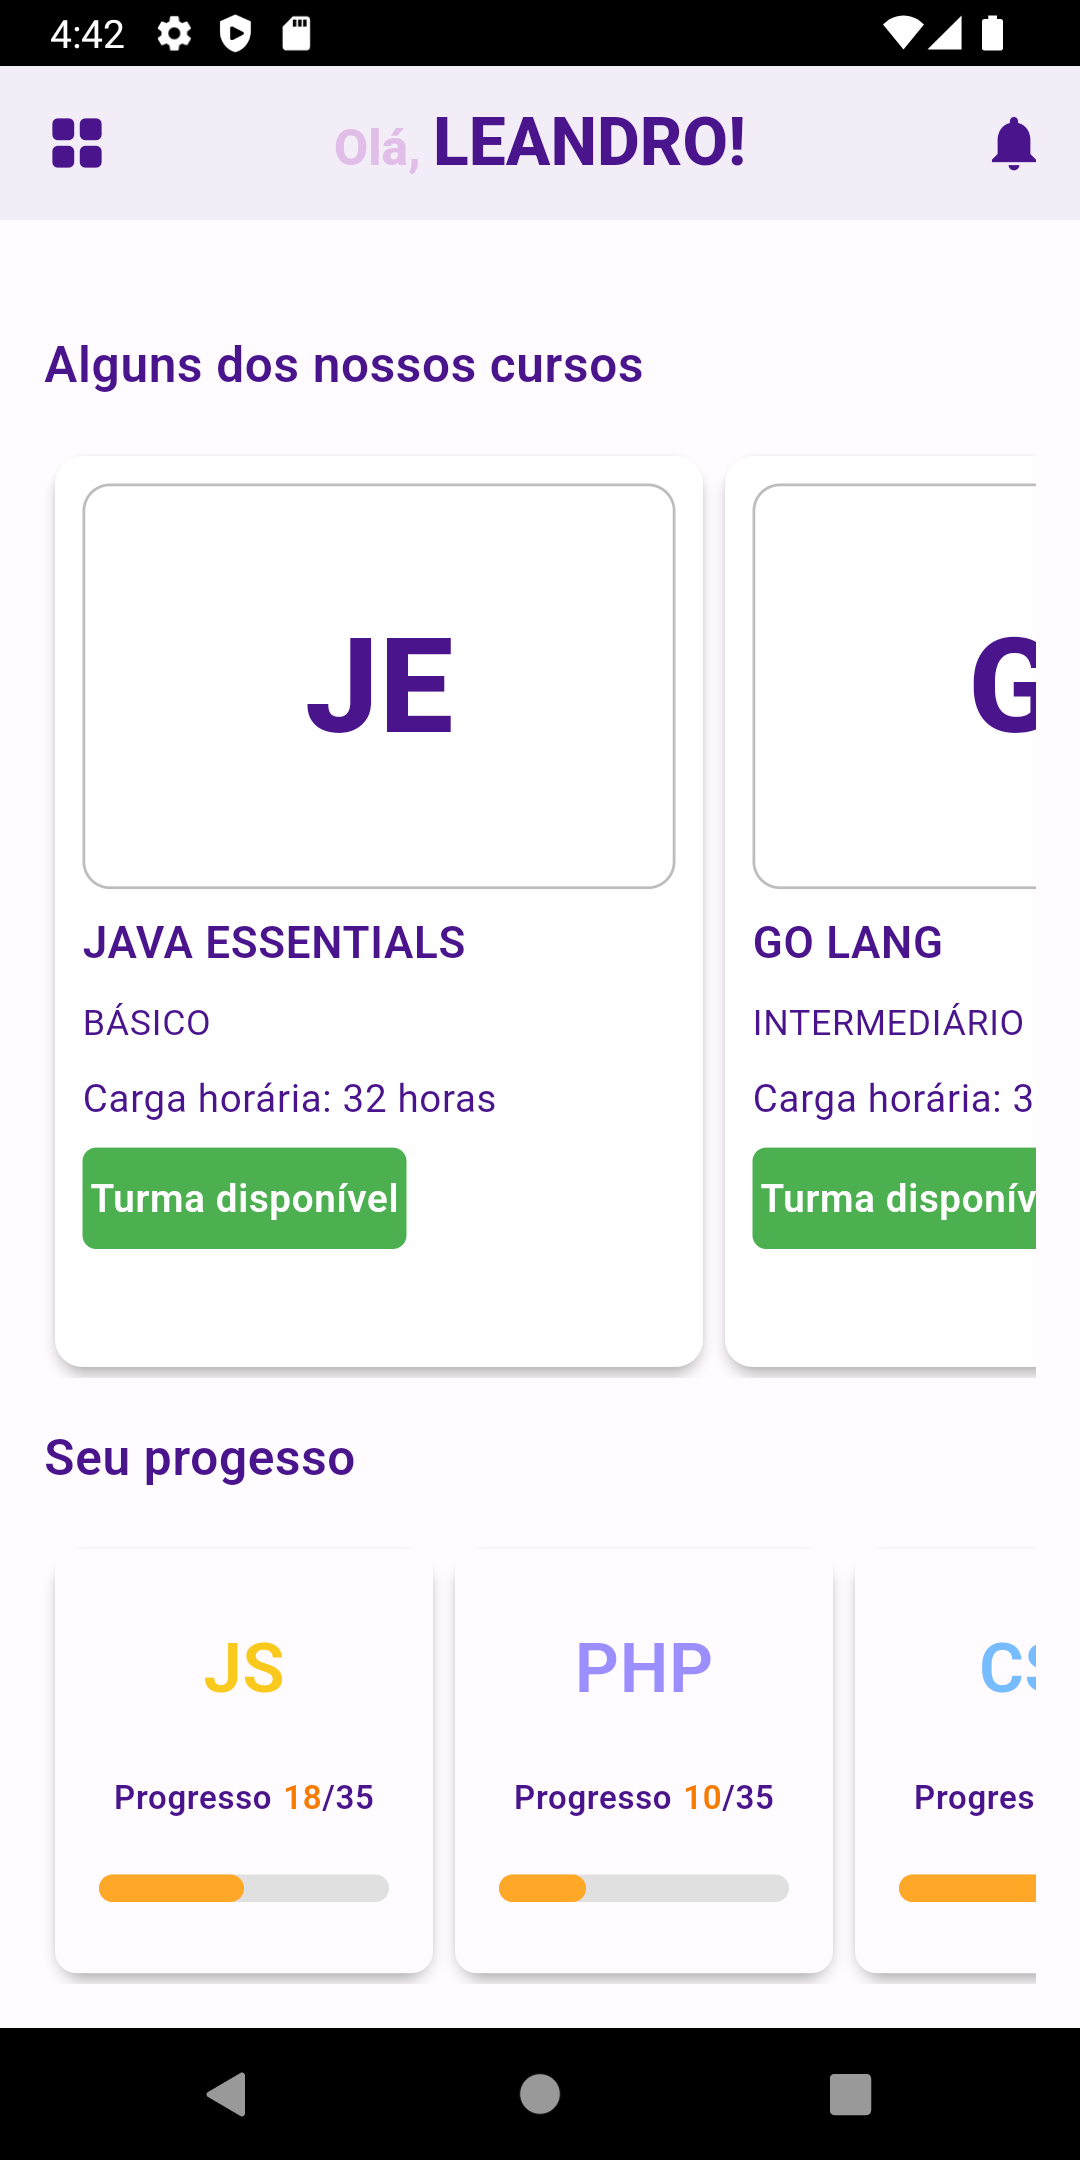 4:42
Olá, LEANDRO!
Alguns dos nossos cursos
JE
JAVA ESSENTIALS
BÁSICO
Carga horária: 32 horas
Turma disponível
G
GO LANG
INTERMEDIÁRIO
Carga horária: 3
Turma disponív
Seu progesso
JS
Progresso 18/35
PHP
Progresso 10/35
CS
Progres